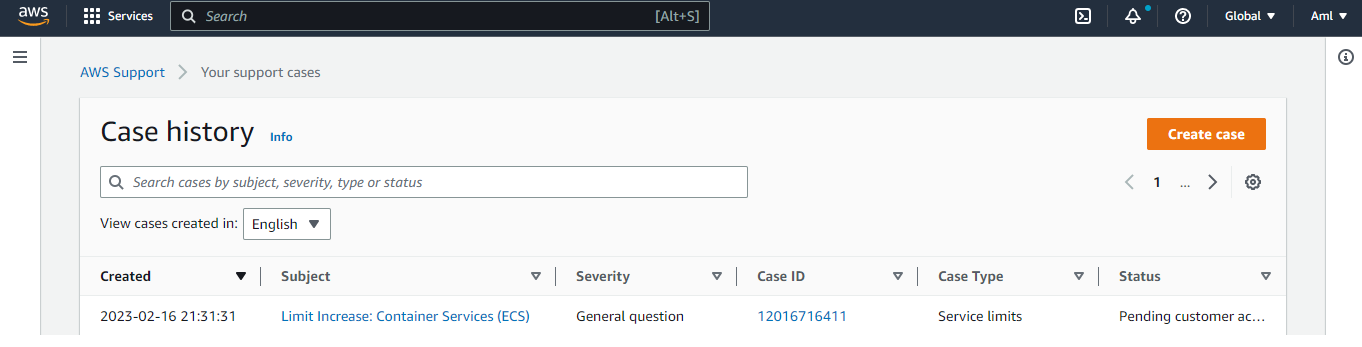 aws Services Search [Alt+S] Global Aml
AWS Support Your support cases
Case history Info Create case
Search cases by subject, severity, type or status 1 ...
View cases created in: English
Created Subject Severity Case ID Case Type Status
2023-02-16 21:31:31 Limit Increase: Container Services (ECS) General question 12016716411 Service limits Pending customer ac...